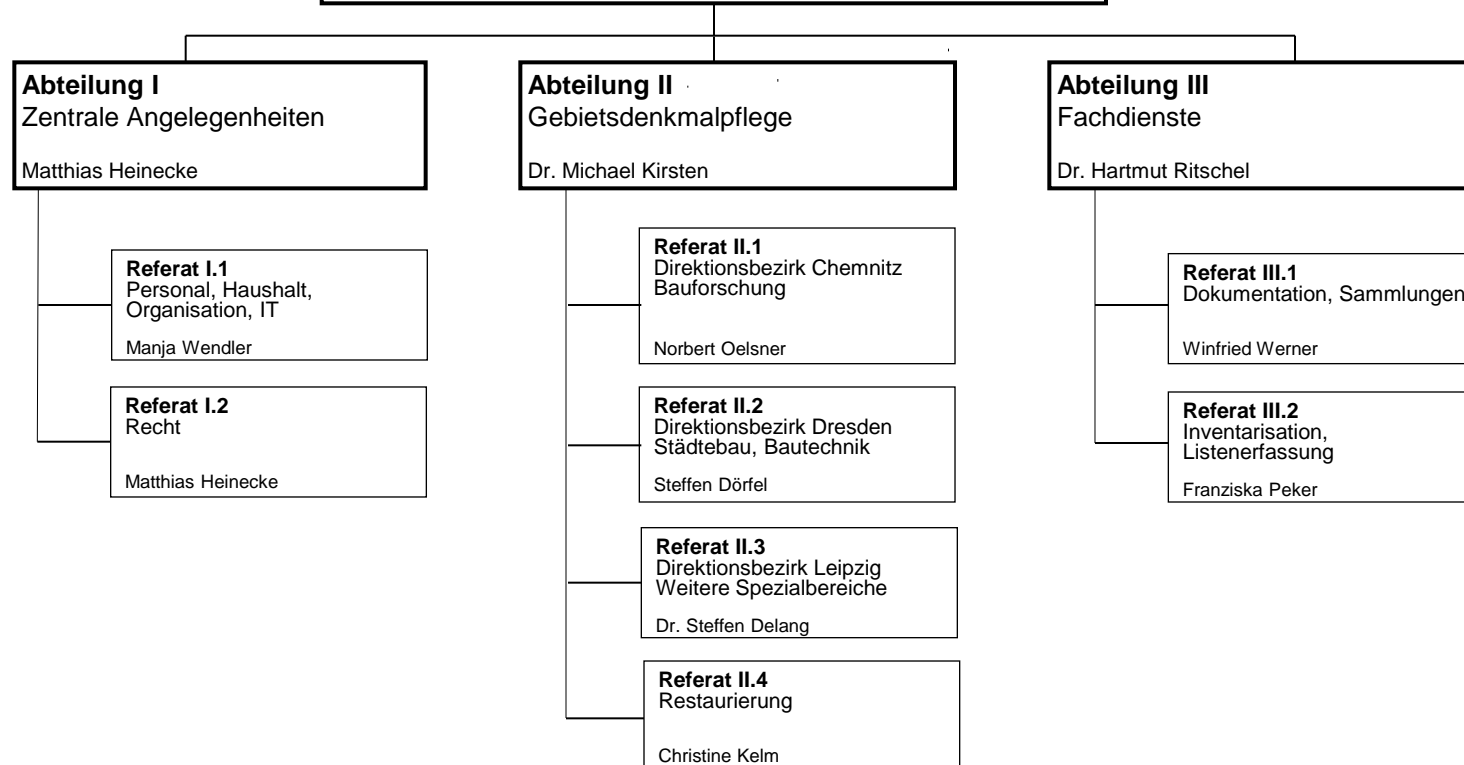 Abteilung I
Zentrale Angelegenheiten
Matthias Heinecke
Referat I.1
Personal, Haushalt,
Organisation, IT
Manja Wendler
Referat I.2
Recht
Matthias Heinecke
Abteilung II
Gebietsdenkmalpflege
Dr. Michael Kirsten
Referat II.1
Direktionsbezirk Chemnitz
Bauforschung
Norbert Oelsner
Referat II.2
Direktionsbezirk Dresden
Städtebau, Bautechnik
Steffen Dörfel
Referat II.3
Direktionsbezirk Leipzig
Weitere Spezialbereiche
Dr. Steffen Delang
Referat II.4
Restaurierung
Christine Kelm
Abteilung III
Fachdienste
Dr. Hartmut Ritschel
Referat III.1
Dokumentation, Sammlungen
Winfried Werner
Referat III.2
Inventarisation,
Listenerfassung
Franziska Peker